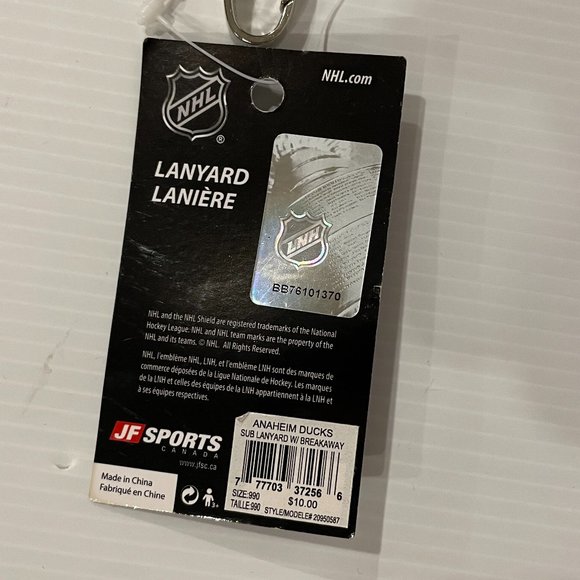 NHL.com
NHL
®
LANYARD
LANIÈRE
LNH
BB76101370
NHL and the NHL Shield are registered trademarks of the National
Hockey League. NHL and NHL team marks are the property of the
NHL and its teams. © NHL. All Rights Reserved.
NHL, l'emblème NHL, LNH, et l'emblème LNH sont des marques de
commerce déposées de la Ligue Nationale de Hockey. Les marques
de la LNH et celles des équipes de la LNH appartiennent à la LNH et
à ses équipes respectives.
JF SPORTS
CANADA
www.jfsc.ca
Made in China
Fabriqué en Chine
3+
ANAHEIM DUCKS
SUB LANYARD W/ BREAKAWAY
7 77703 37256 6
SIZE:990 $10.00
TAILLE:990 STYLE/MODELE# 20950587